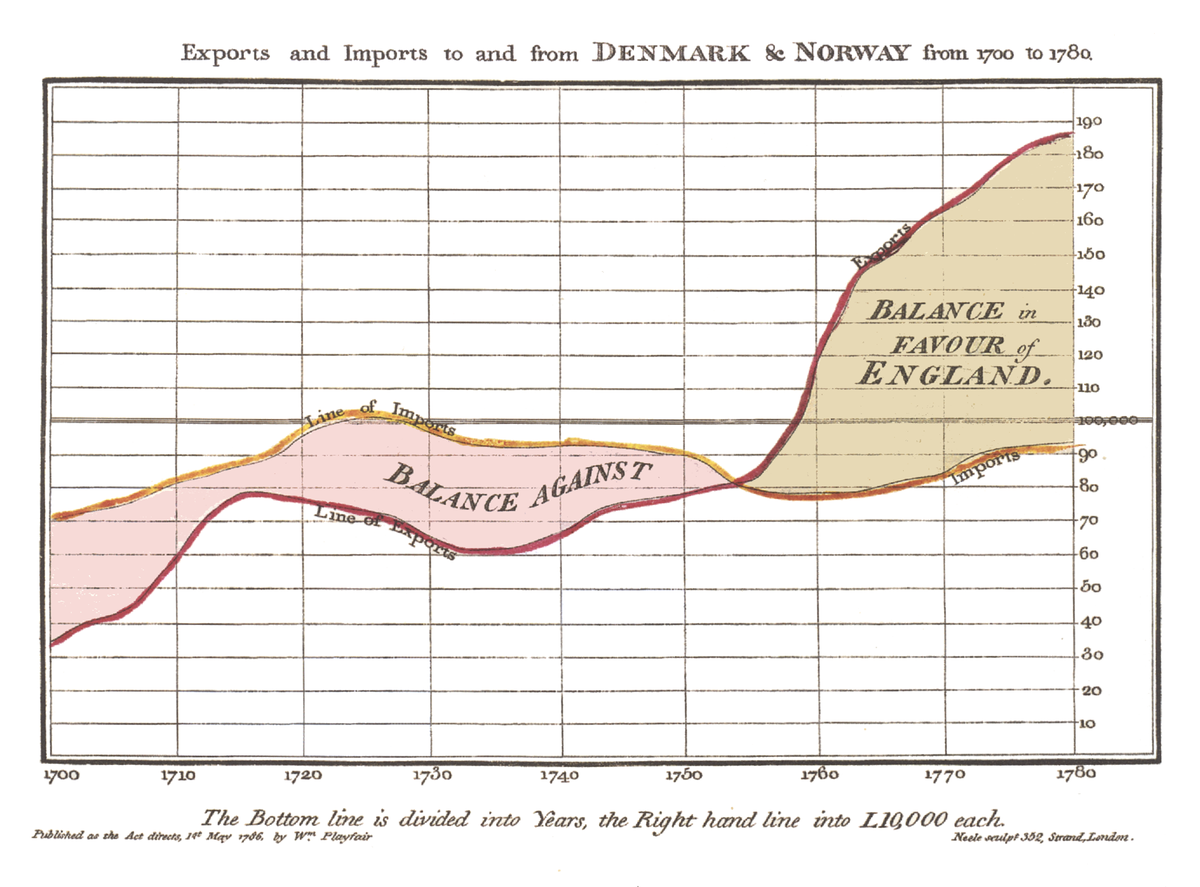 Exports and Imports to and from DENMARK & NORWAY from 1700 to 1780.
190
180
170
160
150
140
130
120
110
100,000
90
80
70
60
50
40
30
20
10
Exports
BALANCE in
FAVOUR of
ENGLAND.
Line of Imports
Imports
BALANCE AGAINST
Line of Exports
1700 1710 1720 1730 1740 1750 1760 1770 1780
The Bottom line is divided into Years, the Right hand line into L10,000 each.
Published as the Act directs, 1st May 1786, by Wm Playfair
Neele sculpt 352, Strand, London.